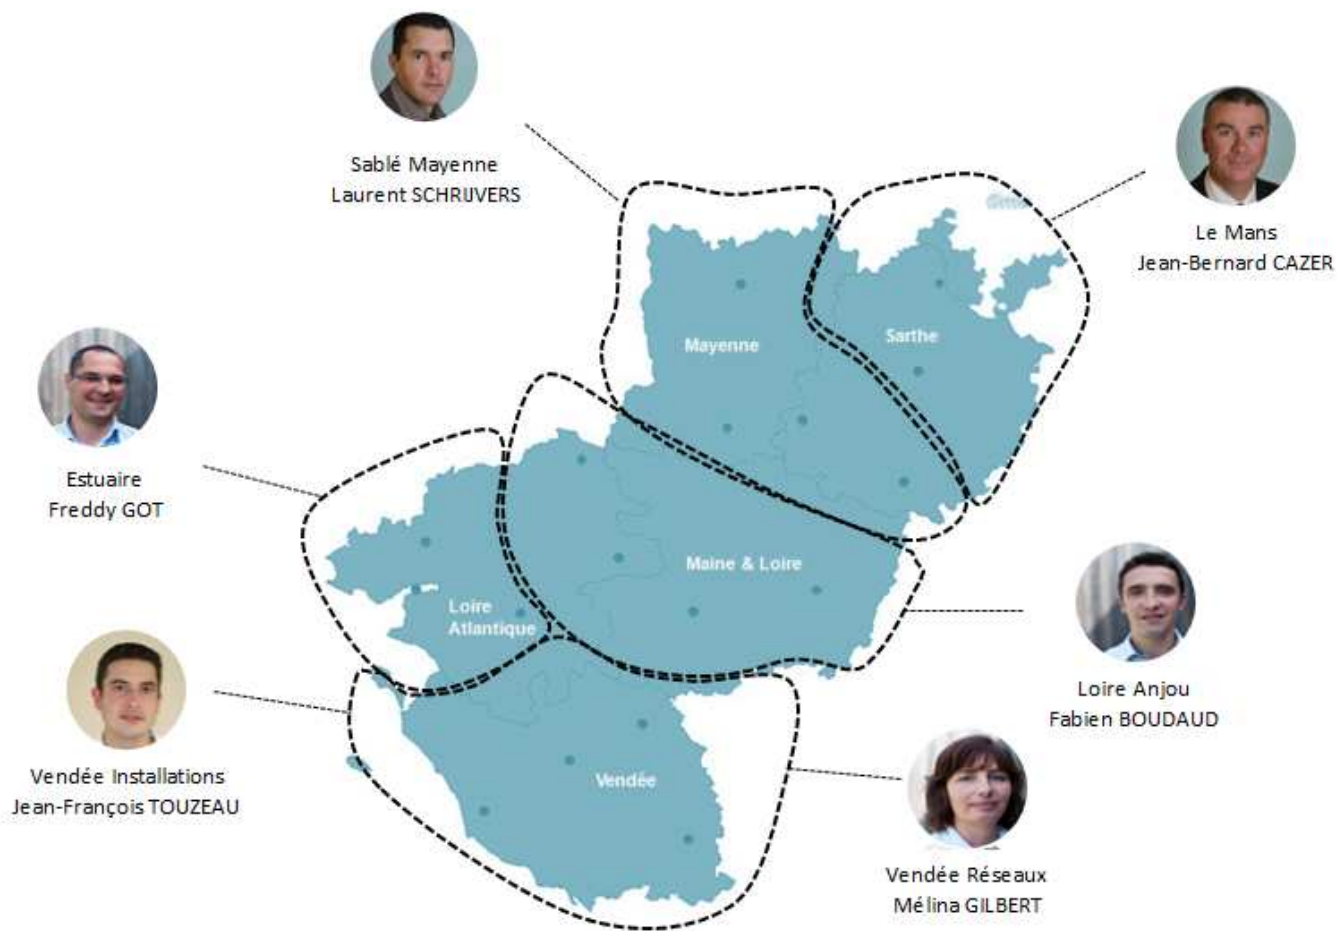 Sablé Mayenne
Laurent SCHRIJVERS
Le Mans
Jean-Bernard CAZER
Mayenne
Sarthe
Estuaire
Freddy GOT
Maine & Loire
Loire
Atlantique
Loire Anjou
Fabien BOUDAUD
Vendée Installations
Jean-François TOUZEAU
Vendée
Vendée Réseaux
Mélina GILBERT